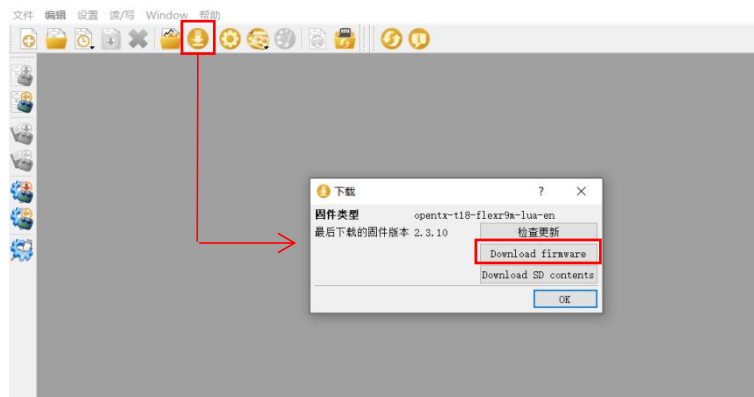 文件 编辑 设置 读/写 Window 帮助
下载 ? ×
固件类型 opentx-t18-flexr9m-lua-en
最后下载的固件版本 2.3.10 检查更新
Download firmware
Download SD contents
OK